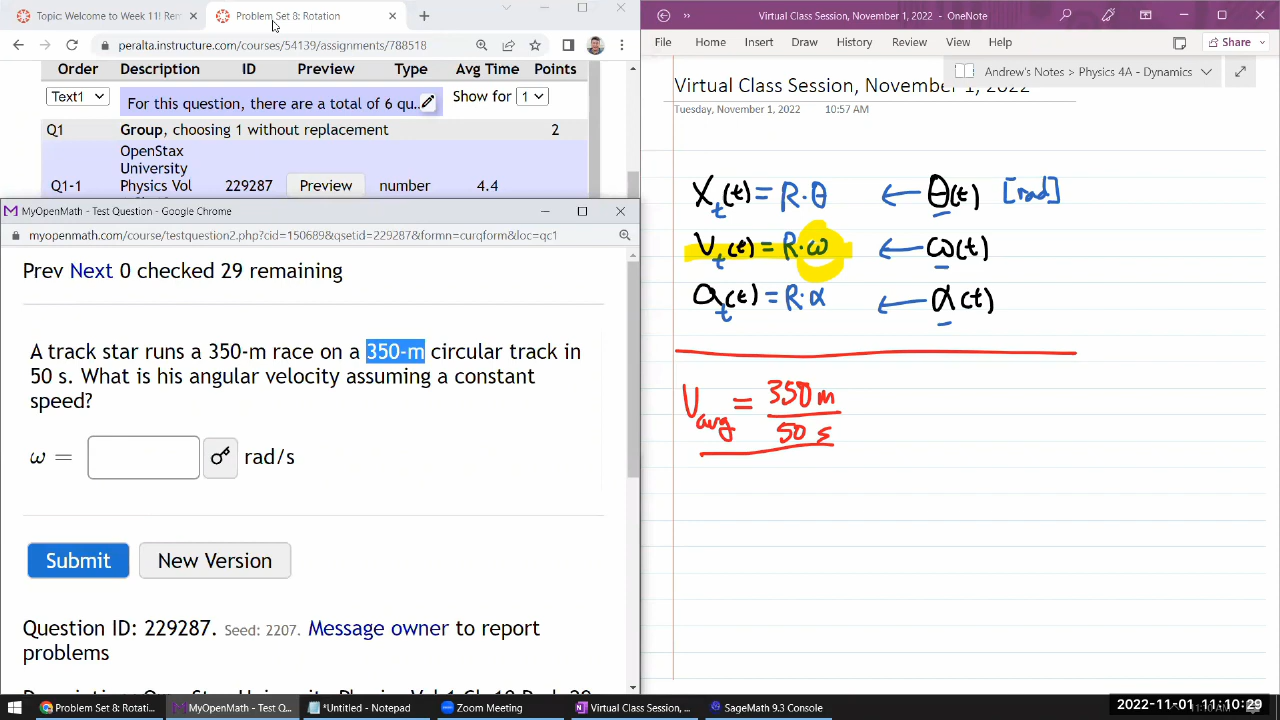 Topic: Welcome to Week 11! Rem
Problem Set 8: Rotation
peralta.instructure.com/courses/54139/assignments/788518
Order Description ID Preview Type Avg Time Points
Text1 For this question, there are a total of 6 qu... Show for 1
Q1 Group, choosing 1 without replacement 2
OpenStax
University
Q1-1 Physics Vol 229287 Preview number 4.4
MyOpenMath - Test Question - Google Chrome
myopenmath.com/course/testquestion2.php?cid=150689&qsetid=229287&formn=curqform&loc=qc1
Prev Next 0 checked 29 remaining
A track star runs a 350-m race on a 350-m circular track in
50 s. What is his angular velocity assuming a constant
speed?
ω = rad/s
Submit New Version
Question ID: 229287. Seed: 2207. Message owner to report
problems
Virtual Class Session, November 1, 2022 - OneNote
File Home Insert Draw History Review View Help Share
Andrew's Notes > Physics 4A - Dynamics
Virtual Class Session, November 1, 2022
Tuesday, November 1, 2022 10:57 AM
X_t(t) = R·θ ← θ(t) [rad]
V_t(t) = R·ω ← ω(t)
a_t(t) = R·α ← α(t)
V_avg = 350 m
50 s
Problem Set 8: Rotati... MyOpenMath - Test Q... *Untitled - Notepad Zoom Meeting Virtual Class Session,... SageMath 9.3 Console 2022-11-01 11:10:29